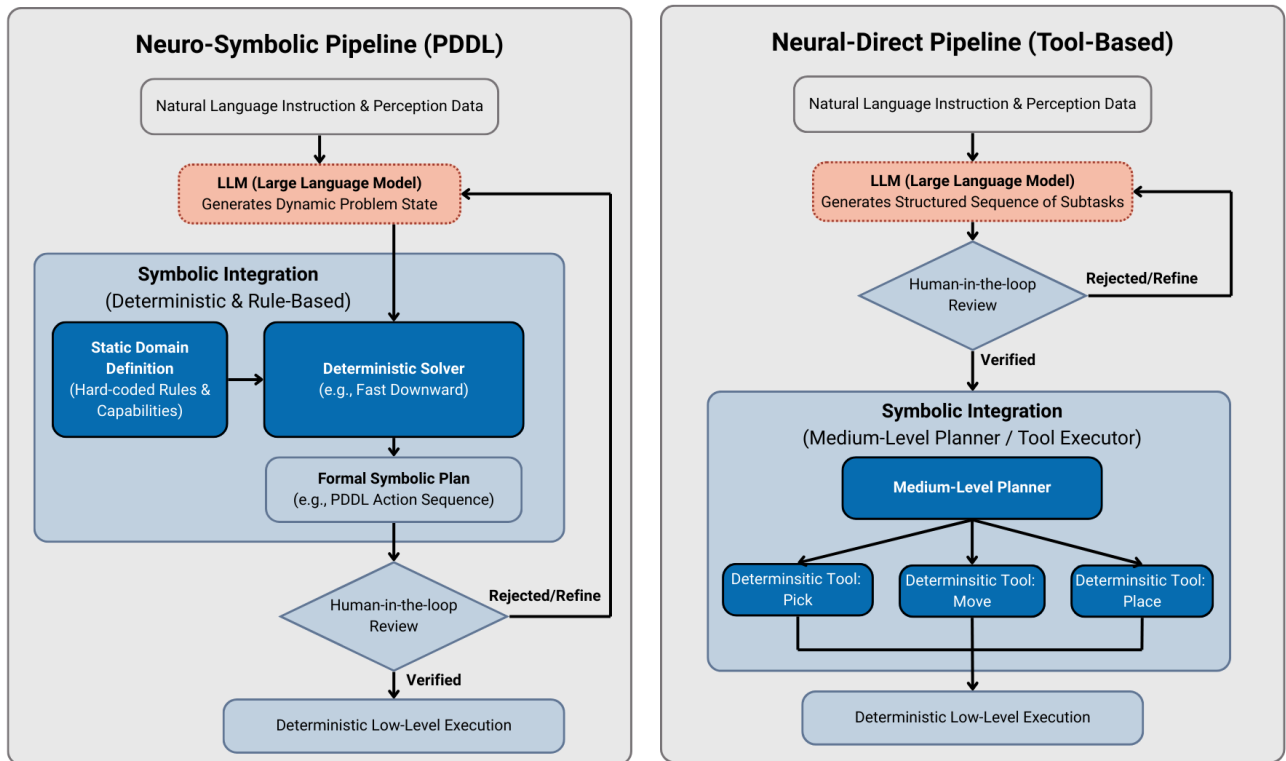 Neuro-Symbolic Pipeline (PDDL)
Natural Language Instruction & Perception Data
LLM (Large Language Model)
Generates Dynamic Problem State
Symbolic Integration
(Deterministic & Rule-Based)
Static Domain
Definition
(Hard-coded Rules &
Capabilities)
Deterministic Solver
(e.g., Fast Downward)
Formal Symbolic Plan
(e.g., PDDL Action Sequence)
Human-in-the-loop
Review
Rejected/Refine
Verified
Deterministic Low-Level Execution
Neural-Direct Pipeline (Tool-Based)
Natural Language Instruction & Perception Data
LLM (Large Language Model)
Generates Structured Sequence of Subtasks
Human-in-the-loop
Review
Rejected/Refine
Verified
Symbolic Integration
(Medium-Level Planner / Tool Executor)
Medium-Level Planner
Determinsitic Tool:
Pick
Determinsitic Tool:
Move
Determinsitic Tool:
Place
Deterministic Low-Level Execution